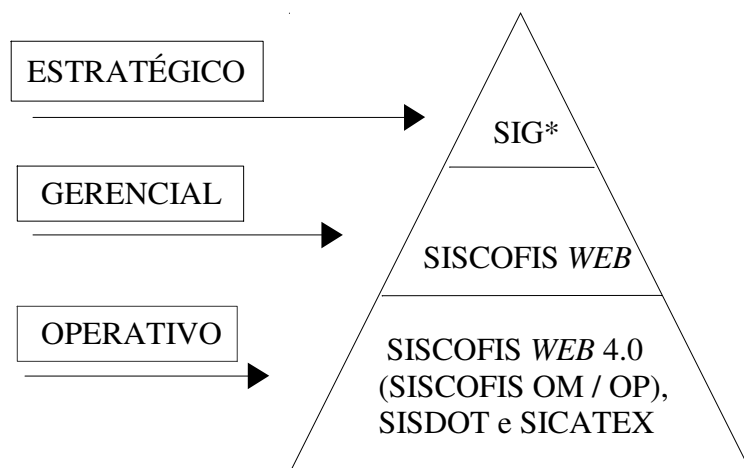 ESTRATÉGICO
SIG*
GERENCIAL
SISCOFIS WEB
OPERATIVO
SISCOFIS WEB 4.0
(SISCOFIS OM / OP),
SISDOT e SICATEX